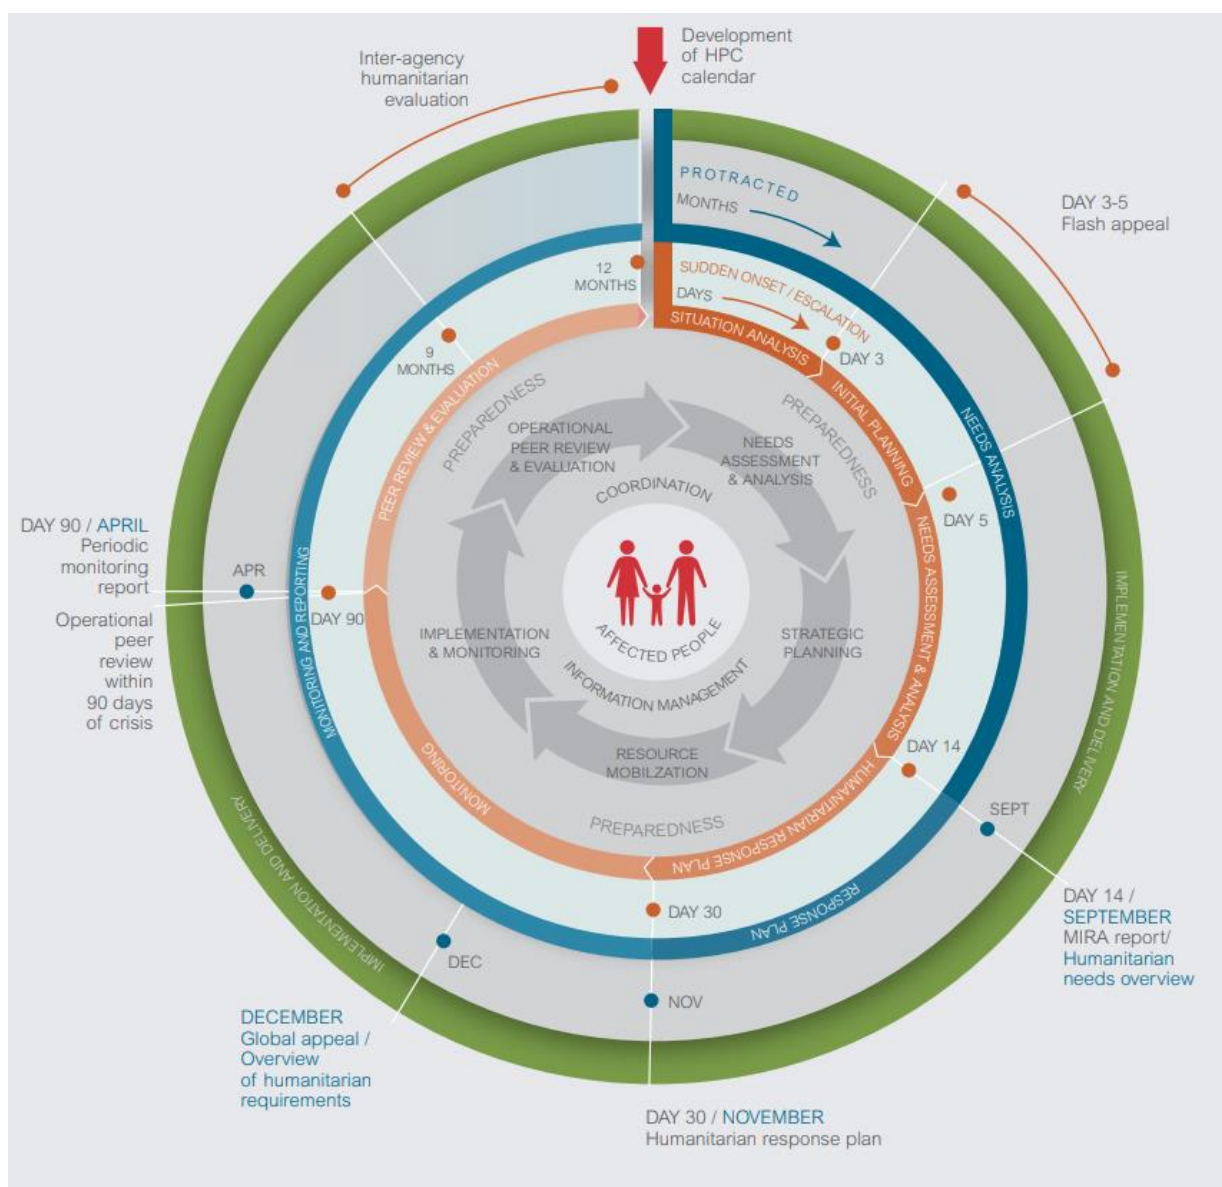 Development
of HPC
calendar
Inter-agency
humanitarian
evaluation
DAY 3-5
Flash appeal
PROTRACTED
MONTHS
SUDDEN ONSET / ESCALATION
DAYS
SITUATION ANALYSIS
DAY 3
INITIAL PLANNING
DAY 5
NEEDS ANALYSIS
NEEDS ASSESSMENT & ANALYSIS
DAY 14
SEPT
IMPLEMENTATION AND DELIVERY
DAY 14 /
SEPTEMBER
MIRA report/
Humanitarian
needs overview
HUMANITARIAN RESPONSE PLAN
RESPONSE PLAN
DAY 30
NOV
DAY 30 / NOVEMBER
Humanitarian response plan
MONITORING
DEC
DECEMBER
Global appeal /
Overview
of humanitarian
requirements
IMPLEMENTATION AND DELIVERY
MONITORING AND REPORTING
DAY 90
APR
DAY 90 / APRIL
Periodic
monitoring
report
Operational
peer
review
within
90 days
of crisis
PEER REVIEW & EVALUATION
9
MONTHS
12
MONTHS
PREPAREDNESS
PREPAREDNESS
PREPAREDNESS
OPERATIONAL
PEER REVIEW
& EVALUATION
NEEDS
ASSESSMENT
& ANALYSIS
STRATEGIC
PLANNING
RESOURCE
MOBILZATION
IMPLEMENTATION
& MONITORING
COORDINATION
AFFECTED PEOPLE
INFORMATION MANAGEMENT